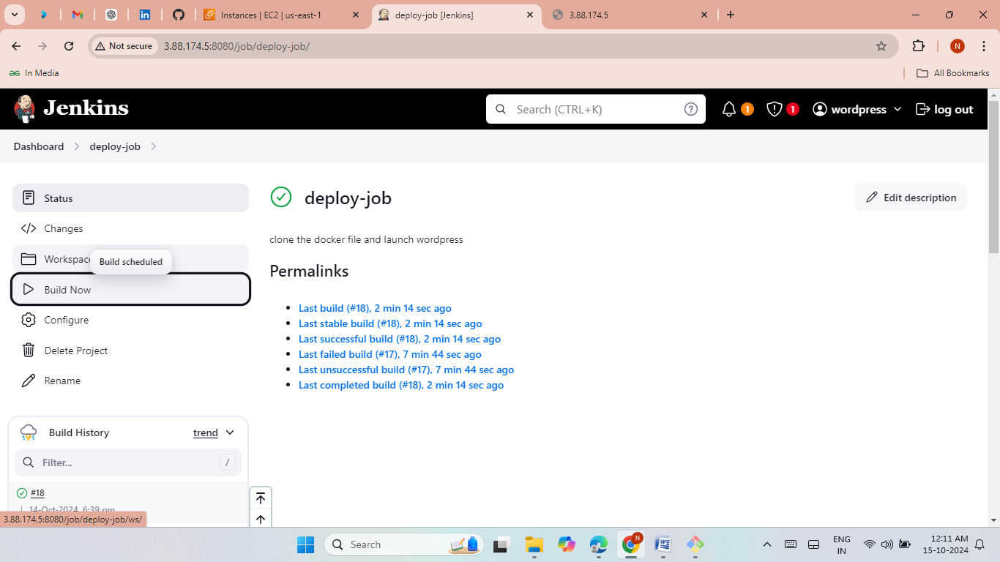 Instances | EC2 | us-east-1
deploy-job [Jenkins]
3.88.174.5
Not secure
3.88.174.5:8080/job/deploy-job/
N
In Media
All Bookmarks
Jenkins
Search (CTRL+K)
?
1
1
wordpress
log out
Dashboard
deploy-job
Status
Changes
Workspace
Build scheduled
Build Now
Configure
Delete Project
Rename
deploy-job
Edit description
clone the docker file and launch wordpress
Permalinks
Last build (#18), 2 min 14 sec ago
Last stable build (#18), 2 min 14 sec ago
Last successful build (#18), 2 min 14 sec ago
Last failed build (#17), 7 min 44 sec ago
Last unsuccessful build (#17), 7 min 44 sec ago
Last completed build (#18), 2 min 14 sec ago
Build History
trend
Filter...
/
#18
14-Oct-2024, 6:39 pm
3.88.174.5:8080/job/deploy-job/ws/
Search
N
ENG
IN
12:11 AM
15-10-2024